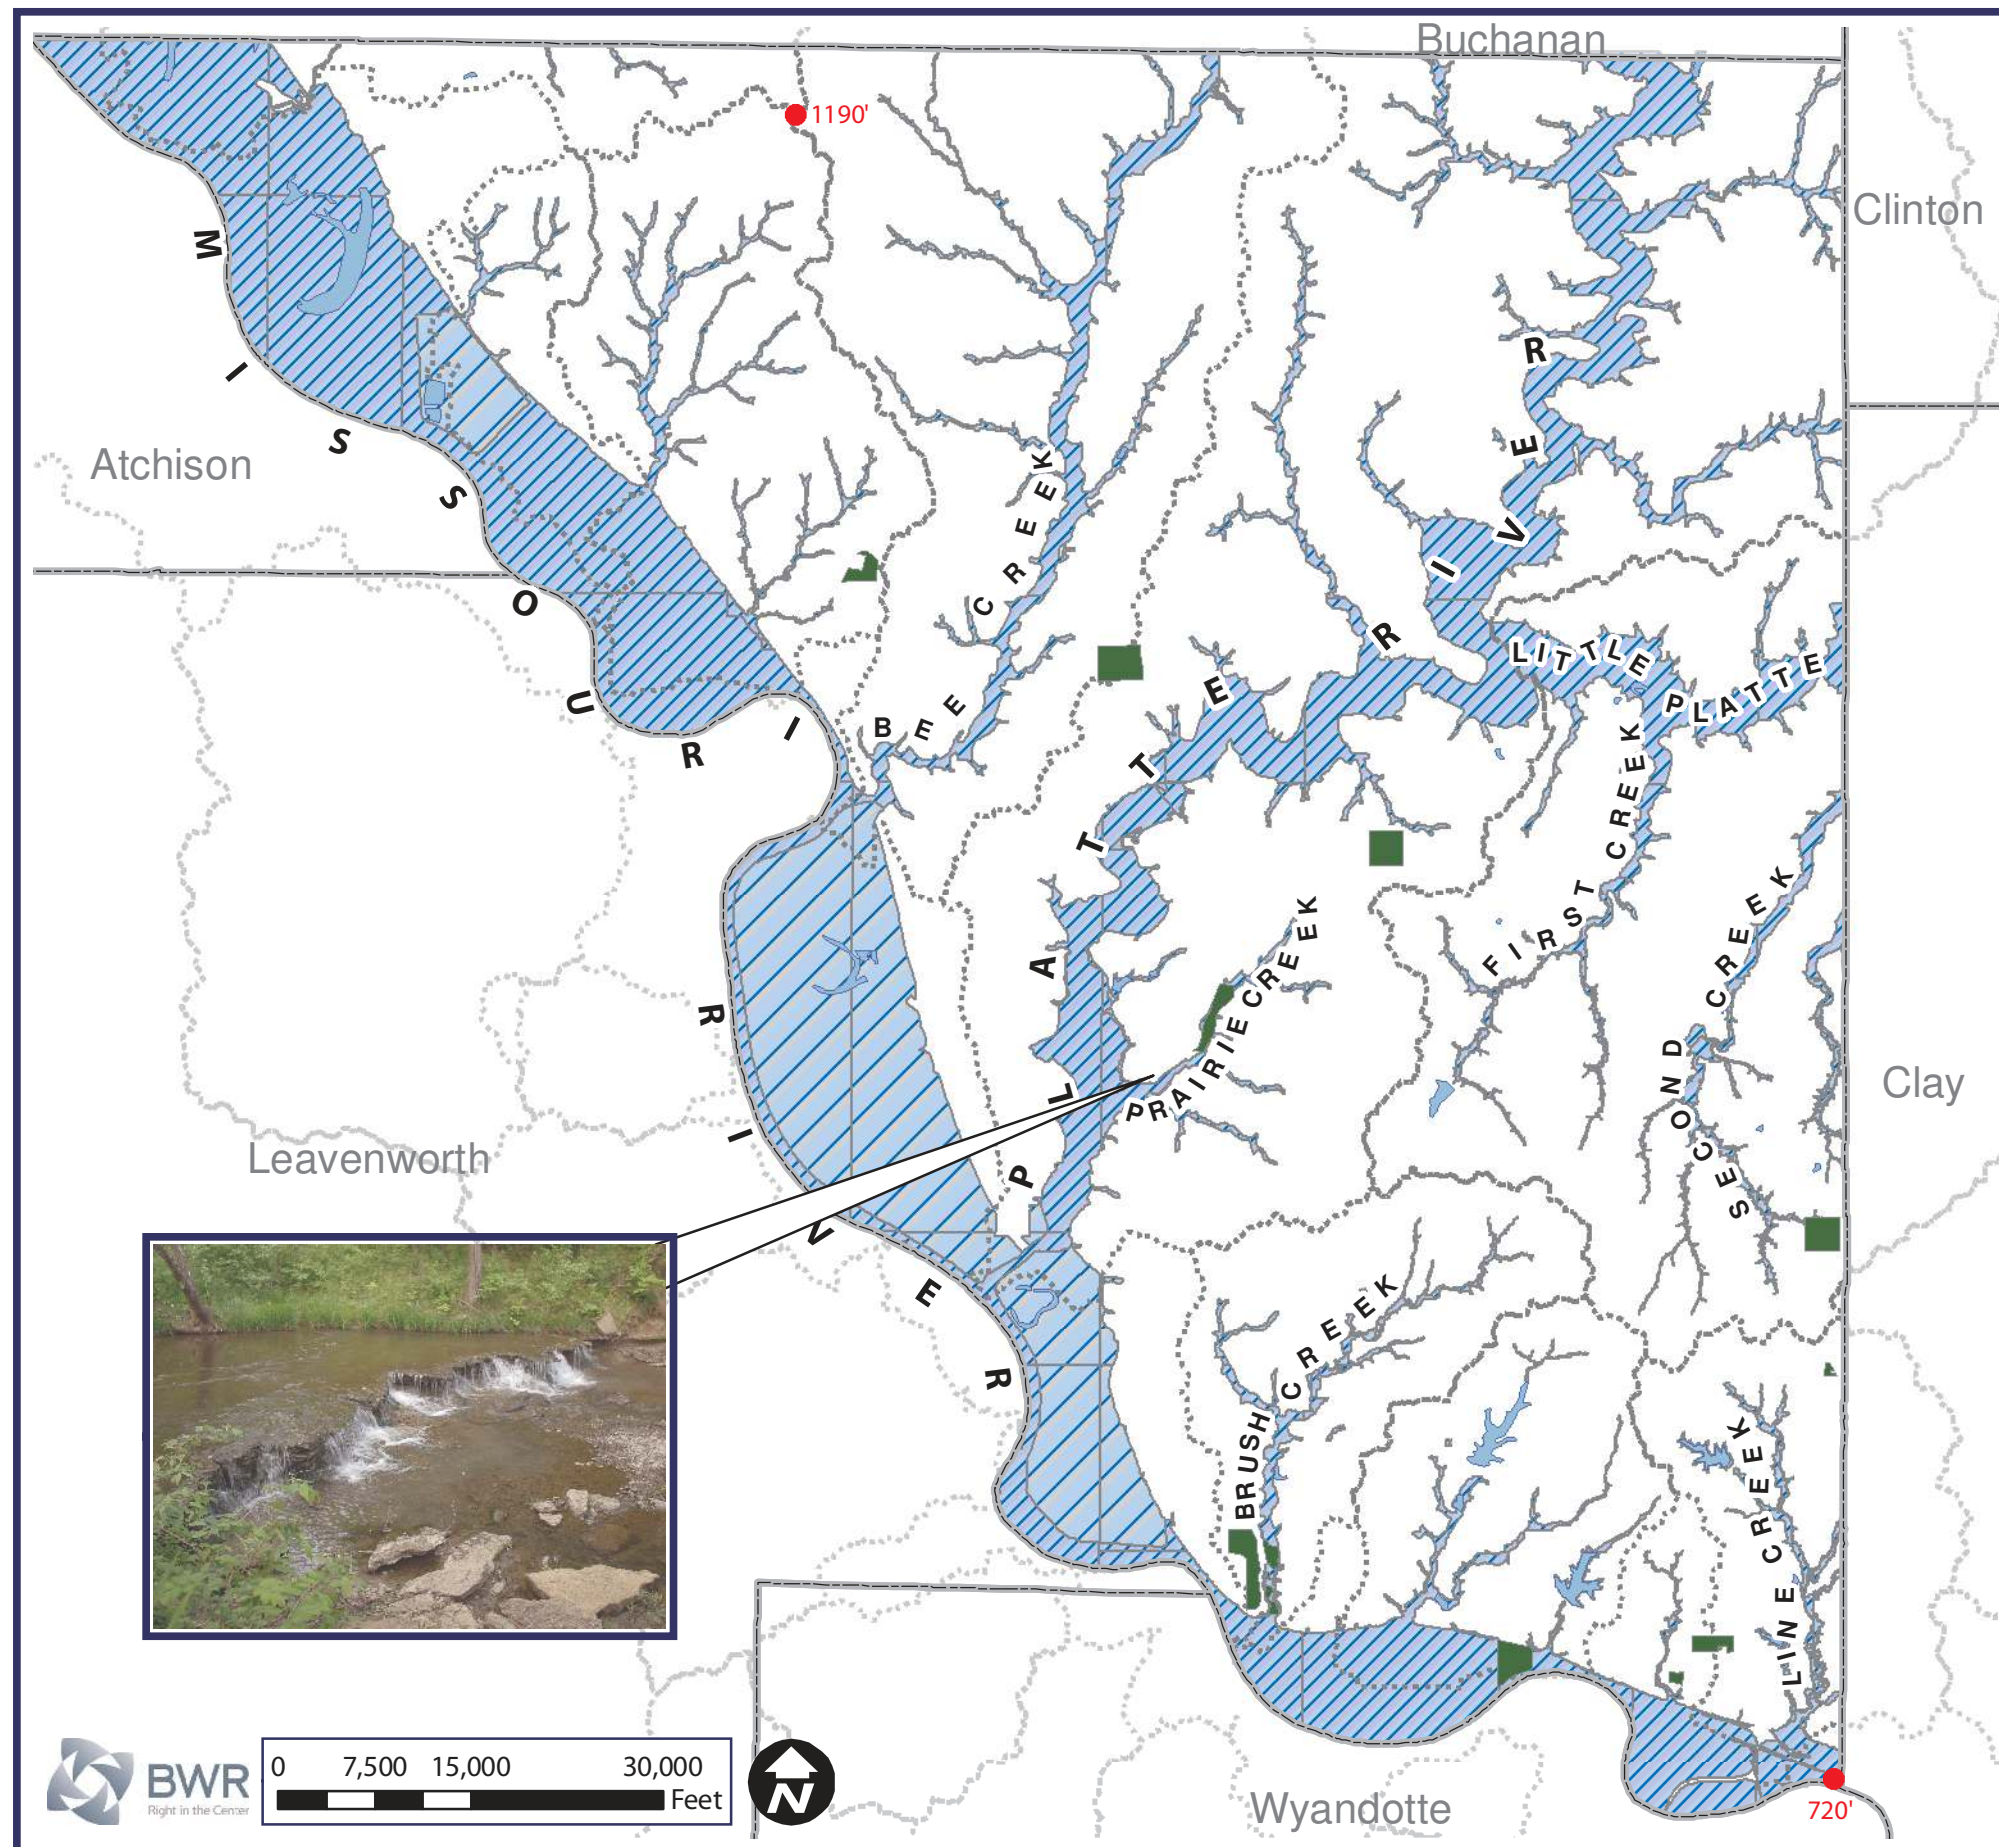 Buchanan
1190'
Clinton
MISSOURI RIVER
Atchison
CREEK
BEE
PLATTE RIVER
LITTLE PLATTE
FIRST CREEK
SECOND CREEK
PRAIRIE CREEK
Clay
Leavenworth
BRUSH CREEK
LINE CREEK
BWR
Right in the Center
0 7,500 15,000 30,000
Feet
N
Wyandotte
720'